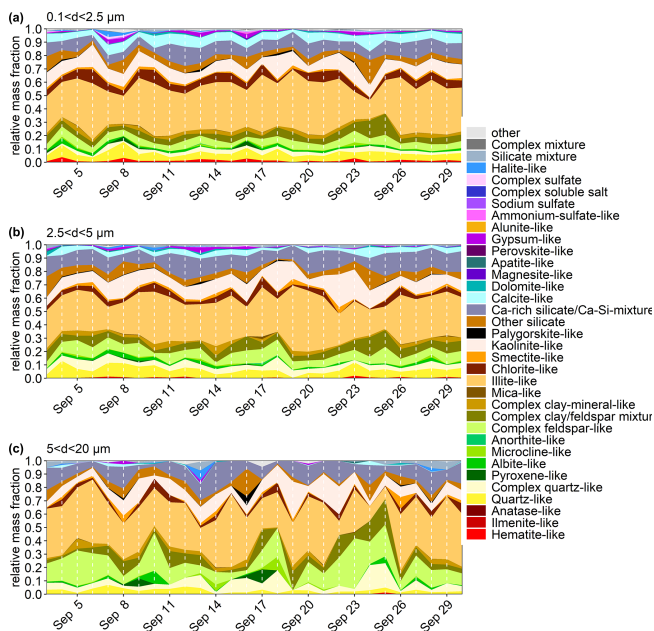 (a) 0.1<d<2.5 µm
1.0
0.9
0.8
0.7
0.6
0.5
0.4
0.3
0.2
0.1
0.0
relative mass fraction
Sep 5
Sep 8
Sep 11
Sep 14
Sep 17
Sep 20
Sep 23
Sep 26
Sep 29
(b) 2.5<d<5 µm
1.0
0.9
0.8
0.7
0.6
0.5
0.4
0.3
0.2
0.1
0.0
relative mass fraction
Sep 5
Sep 8
Sep 11
Sep 14
Sep 17
Sep 20
Sep 23
Sep 26
Sep 29
(c) 5<d<20 µm
1.0
0.9
0.8
0.7
0.6
0.5
0.4
0.3
0.2
0.1
0.0
relative mass fraction
Sep 5
Sep 8
Sep 11
Sep 14
Sep 17
Sep 20
Sep 23
Sep 26
Sep 29
other
Complex mixture
Silicate mixture
Halite-like
Complex sulfate
Complex soluble salt
Sodium sulfate
Ammonium-sulfate-like
Alunite-like
Gypsum-like
Perovskite-like
Apatite-like
Magnesite-like
Dolomite-like
Calcite-like
Ca-rich silicate/Ca-Si-mixture
Other silicate
Palygorskite-like
Kaolinite-like
Smectite-like
Chlorite-like
Illite-like
Mica-like
Complex clay-mineral-like
Complex clay/feldspar mixture
Complex feldspar-like
Anorthite-like
Microcline-like
Albite-like
Pyroxene-like
Complex quartz-like
Quartz-like
Anatase-like
Ilmenite-like
Hematite-like